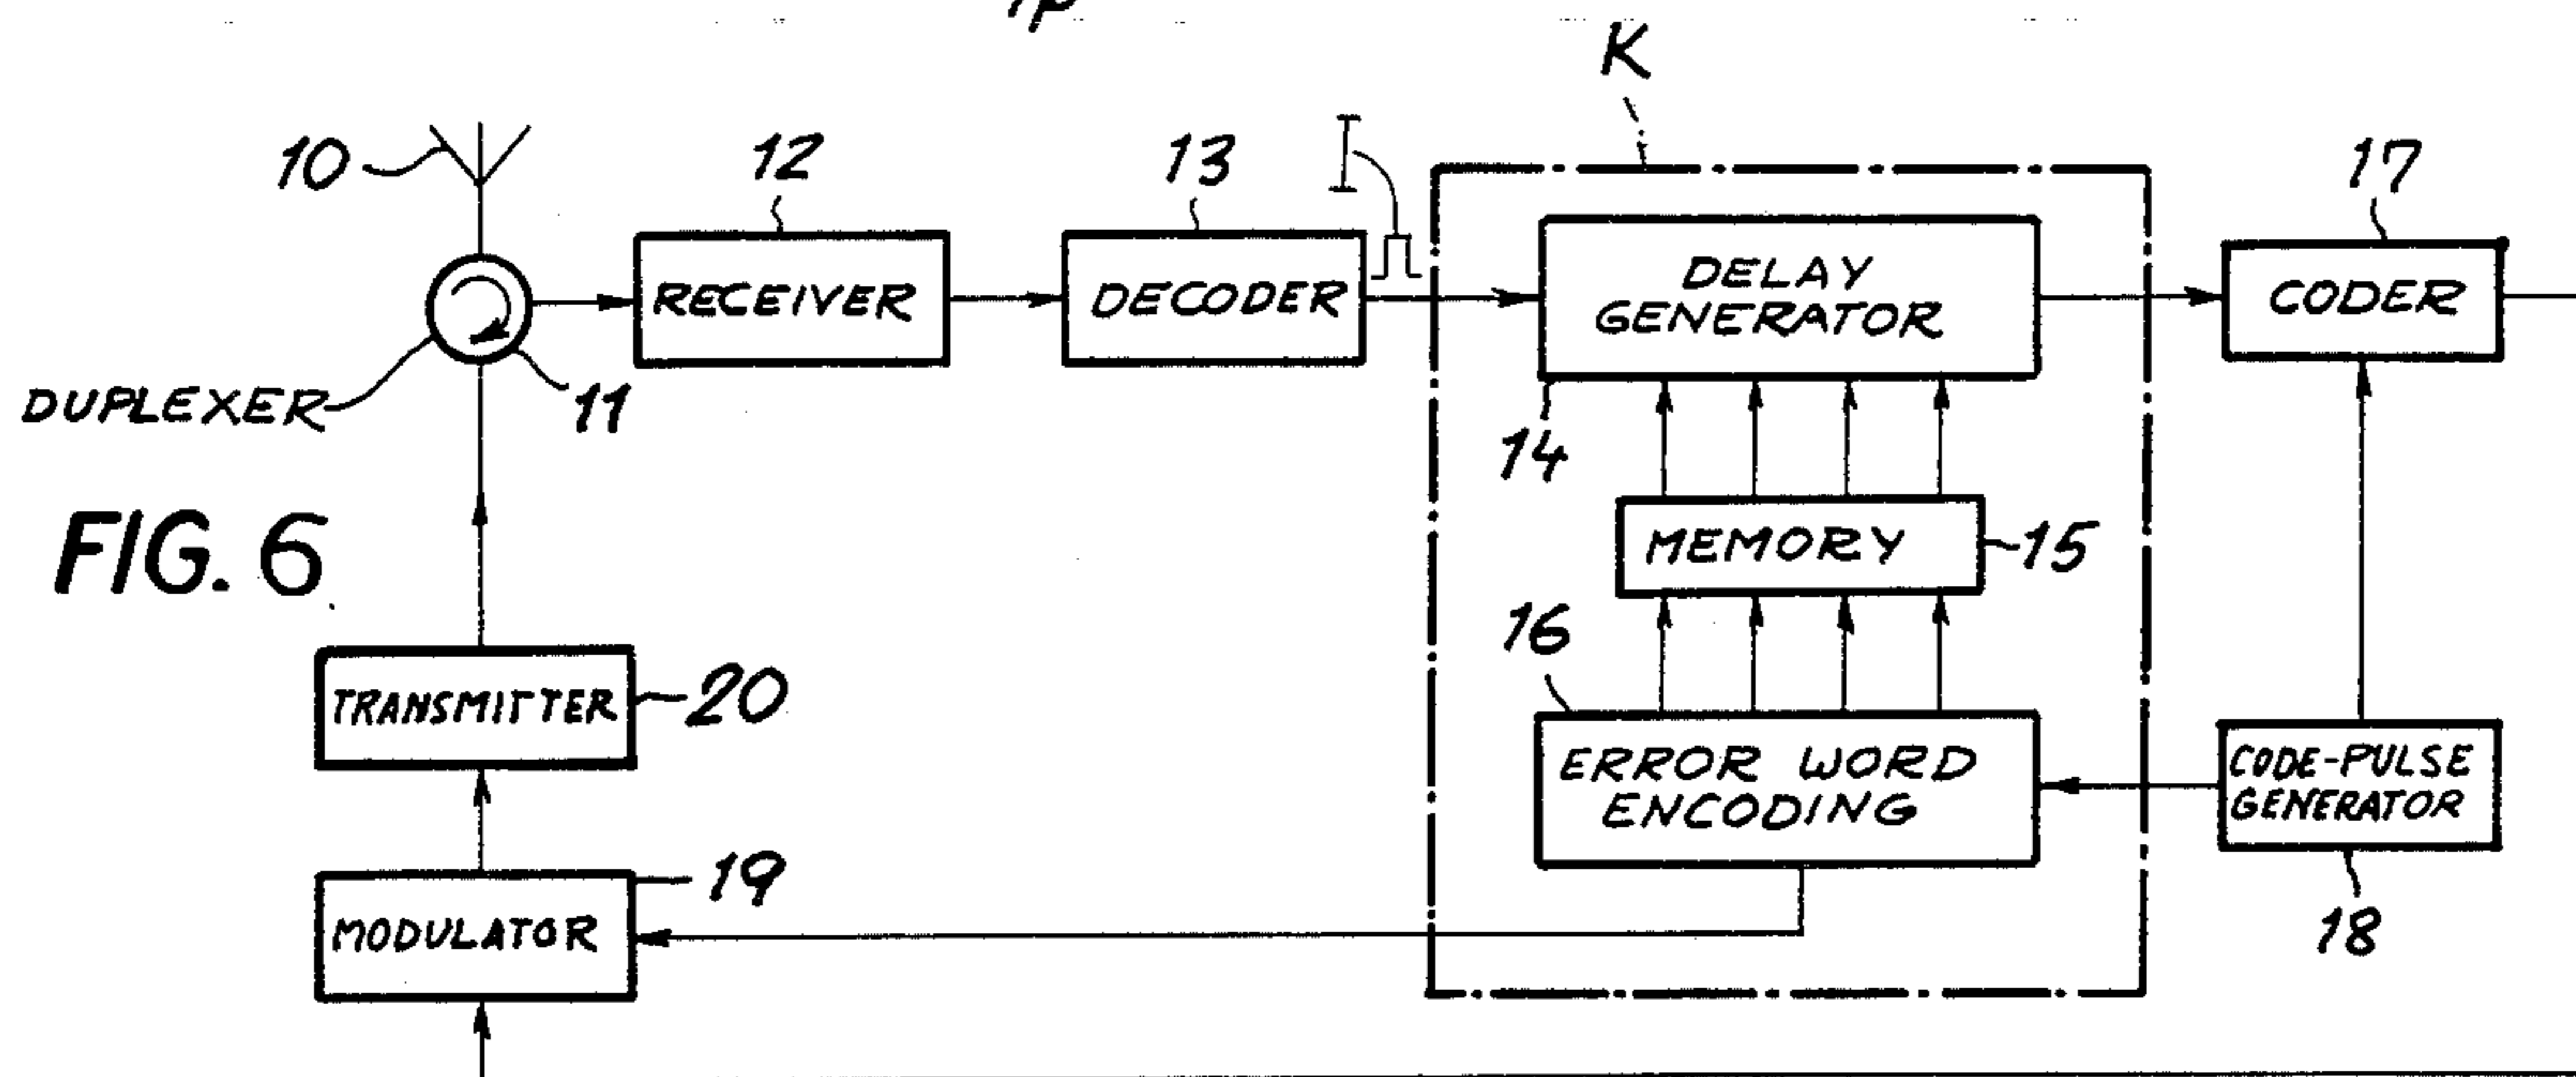 K
10
12
13
I
17
RECEIVER
DECODER
DELAY
GENERATOR
CODER
DUPLEXER
11
14
FIG. 6
MEMORY
15
16
TRANSMITTER
20
ERROR WORD
ENCODING
CODE-PULSE
GENERATOR
19
MODULATOR
18